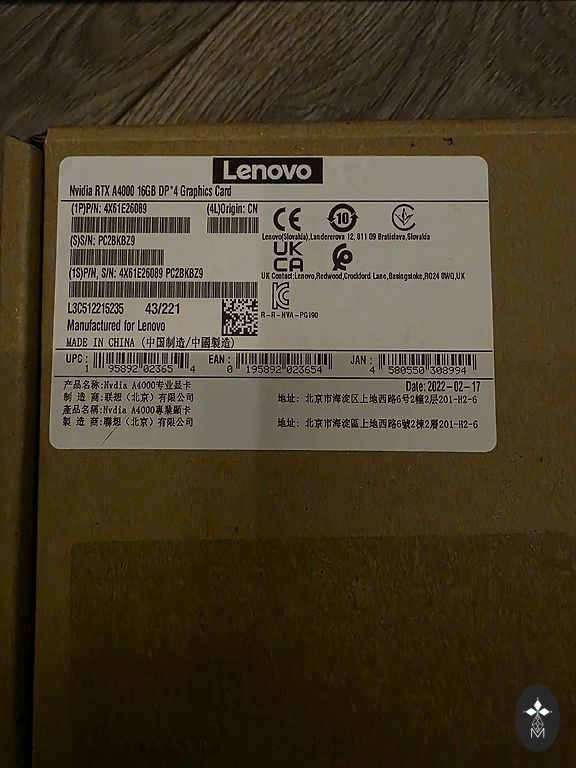 Lenovo
Nvidia RTX A4000 16GB DP*4 Graphics Card
(1P)P/N: 4X61E26089
(4L)Origin: CN
(S)S/N: PC2BKBZ9
(1S)P/N, S/N: 4X61E26089 PC2BKBZ9
L3C512215235 43/221
Manufactured for Lenovo
MADE IN CHINA (中国制造/中國製造)
CE
10
Lenovo(Slovakia),Landererova 12, 811 09 Bratislava,Slovakia
UK
CA
UK Contact:Lenovo,Redwood,Crockford Lane,Basingstoke,RG24 8WQ,UK
R-R-NVA-PG190
UPC: 1 95892 02365 4
EAN: 0 195892 023654
JAN: 4 580550 308994
产品名称:Nvdia A4000专业显卡
Date: 2022-02-17
制 造 商:联想（北京）有限公司
地址: 北京市海淀区上地西路6号2幢2层201-H2-6
產品名稱:Nvdia A4000專業顯卡
製 造 商:聯想（北京）有限公司
地址: 北京市海淀區上地西路6號2棟2層201-H2-6
M